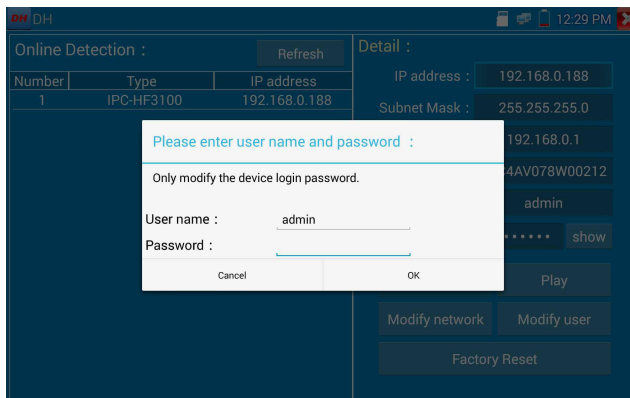 DH DH 12:29 PM
Online Detection : Refresh
Number Type IP address
1 IPC-HF3100 192.168.0.188
Detail :
IP address : 192.168.0.188
Subnet Mask : 255.255.255.0
192.168.0.1
4AV078W00212
admin
•••••• show
Play
Modify network Modify user
Factory Reset
Please enter user name and password :
Only modify the device login password.
User name : admin
Password :
Cancel OK